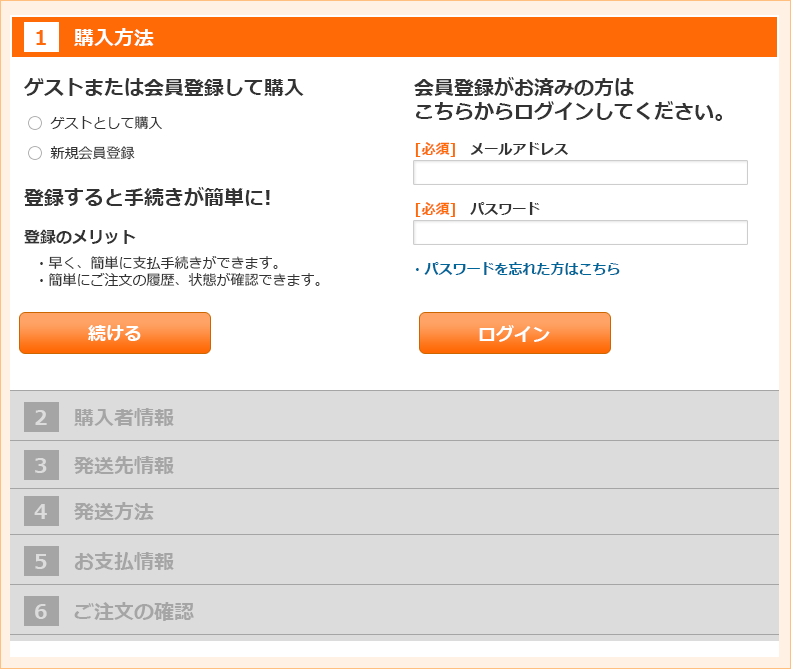 1 購入方法
ゲストまたは会員登録して購入
ゲストとして購入
新規会員登録
登録すると手続きが簡単に!
登録のメリット
・早く、簡単に支払手続きができます。
・簡単にご注文の履歴、状態が確認できます。
続ける
会員登録がお済みの方は
こちらからログインしてください。
[必須] メールアドレス
[必須] パスワード
・パスワードを忘れた方はこちら
ログイン
2 購入者情報
3 発送先情報
4 発送方法
5 お支払情報
6 ご注文の確認